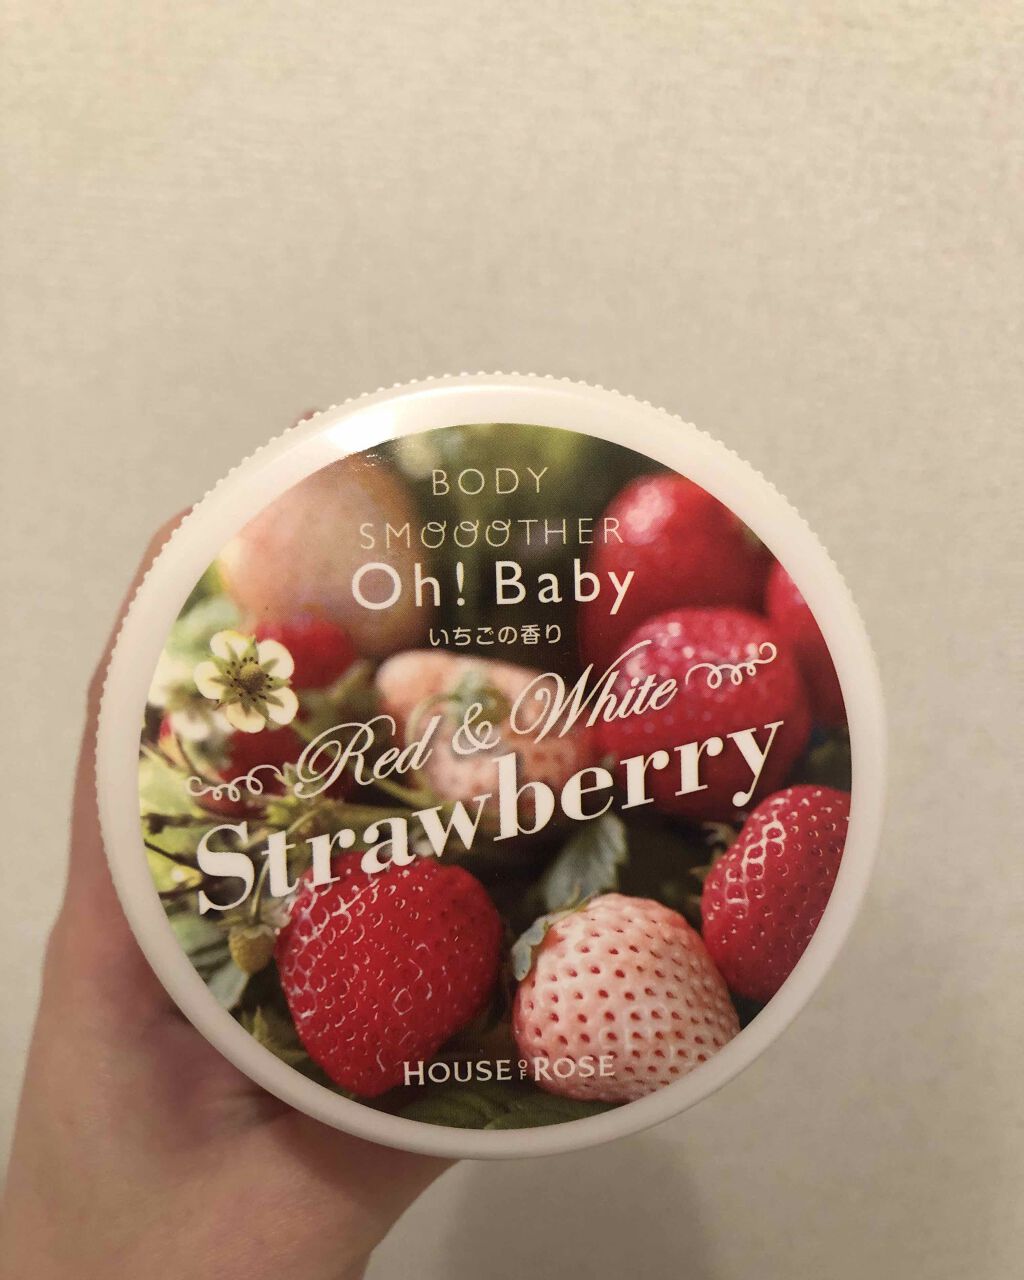 BODY
SMOOOTHER
Oh! Baby
いちごの香り
Red & White
Strawberry
HOUSE OF ROSE